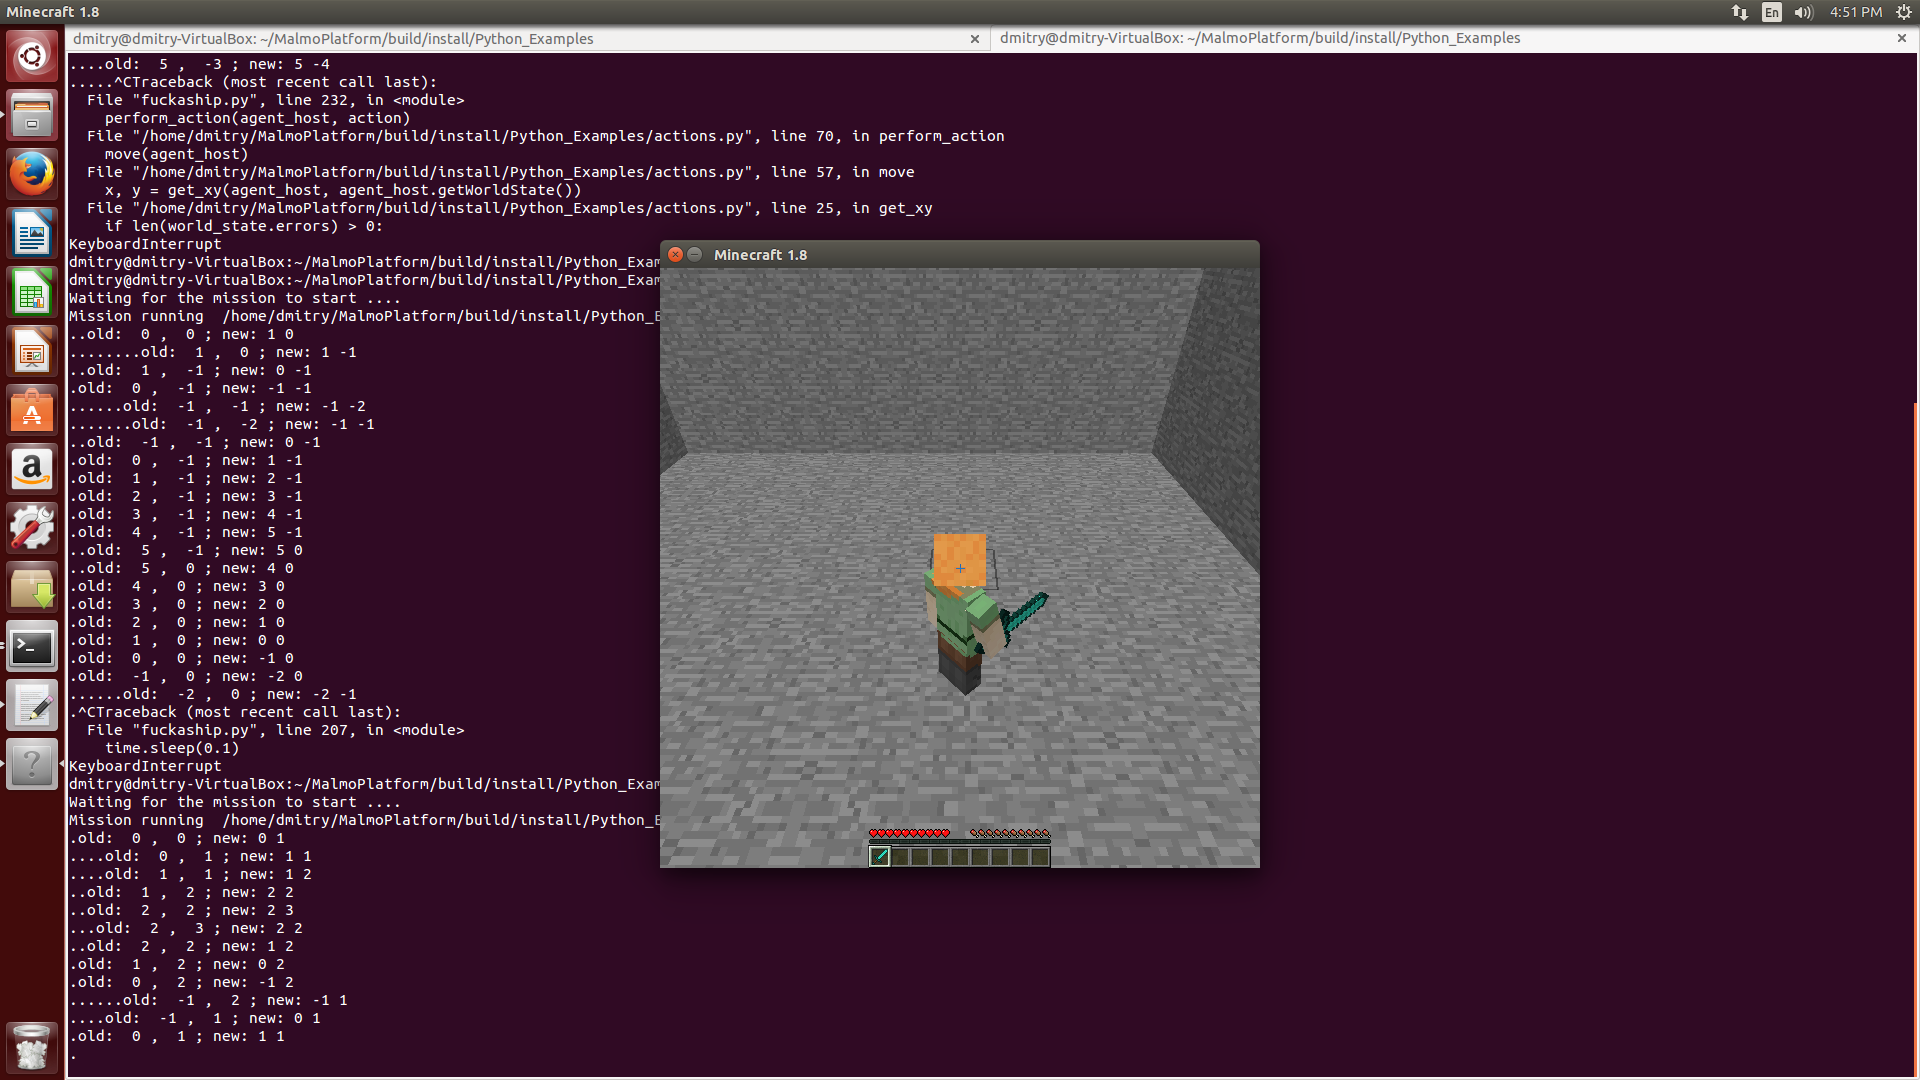 Minecraft 1.8
En
4:51 PM
dmitry@dmitry-VirtualBox: ~/MalmoPlatform/build/install/Python_Examples
dmitry@dmitry-VirtualBox: ~/MalmoPlatform/build/install/Python_Examples
....old:  5 ,  -3 ; new: 5 -4
.....^CTraceback (most recent call last):
  File "fuckaship.py", line 232, in <module>
    perform_action(agent_host, action)
  File "/home/dmitry/MalmoPlatform/build/install/Python_Examples/actions.py", line 70, in perform_action
    move(agent_host)
  File "/home/dmitry/MalmoPlatform/build/install/Python_Examples/actions.py", line 57, in move
    x, y = get_xy(agent_host, agent_host.getWorldState())
  File "/home/dmitry/MalmoPlatform/build/install/Python_Examples/actions.py", line 25, in get_xy
    if len(world_state.errors) > 0:
KeyboardInterrupt
dmitry@dmitry-VirtualBox:~/MalmoPlatform/build/install/Python_Exam
dmitry@dmitry-VirtualBox:~/MalmoPlatform/build/install/Python_Exam
Waiting for the mission to start ....
Mission running  /home/dmitry/MalmoPlatform/build/install/Python_E
..old:  0 ,  0 ; new: 1 0
........old:  1 ,  0 ; new: 1 -1
..old:  1 ,  -1 ; new: 0 -1
.old:  0 ,  -1 ; new: -1 -1
......old:  -1 ,  -1 ; new: -1 -2
.......old:  -1 ,  -2 ; new: -1 -1
..old:  -1 ,  -1 ; new: 0 -1
.old:  0 ,  -1 ; new: 1 -1
.old:  1 ,  -1 ; new: 2 -1
.old:  2 ,  -1 ; new: 3 -1
.old:  3 ,  -1 ; new: 4 -1
.old:  4 ,  -1 ; new: 5 -1
..old:  5 ,  -1 ; new: 5 0
..old:  5 ,  0 ; new: 4 0
.old:  4 ,  0 ; new: 3 0
.old:  3 ,  0 ; new: 2 0
.old:  2 ,  0 ; new: 1 0
.old:  1 ,  0 ; new: 0 0
.old:  0 ,  0 ; new: -1 0
.old:  -1 ,  0 ; new: -2 0
......old:  -2 ,  0 ; new: -2 -1
.^CTraceback (most recent call last):
  File "fuckaship.py", line 207, in <module>
    time.sleep(0.1)
KeyboardInterrupt
dmitry@dmitry-VirtualBox:~/MalmoPlatform/build/install/Python_Exam
Waiting for the mission to start ....
Mission running  /home/dmitry/MalmoPlatform/build/install/Python_E
.old:  0 ,  0 ; new: 0 1
....old:  0 ,  1 ; new: 1 1
....old:  1 ,  1 ; new: 1 2
..old:  1 ,  2 ; new: 2 2
..old:  2 ,  2 ; new: 2 3
...old:  2 ,  3 ; new: 2 2
..old:  2 ,  2 ; new: 1 2
.old:  1 ,  2 ; new: 0 2
.old:  0 ,  2 ; new: -1 2
......old:  -1 ,  2 ; new: -1 1
....old:  -1 ,  1 ; new: 0 1
.old:  0 ,  1 ; new: 1 1
.
Minecraft 1.8